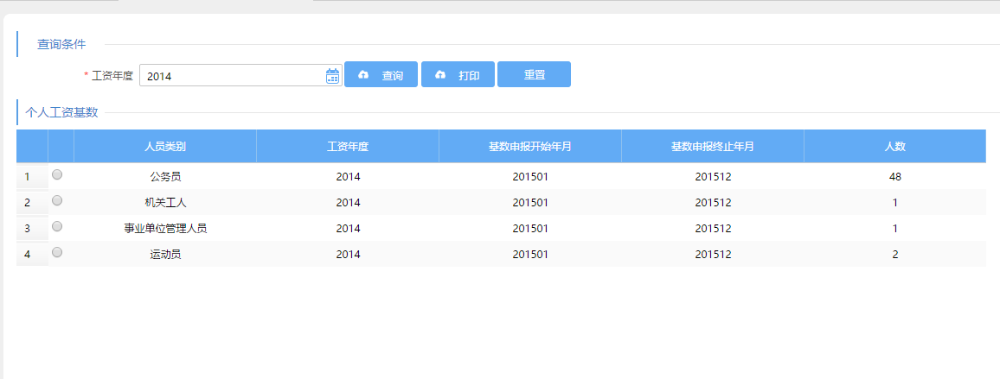 查询条件
* 工资年度 2014 查询 打印 重置
个人工资基数
人员类别 工资年度 基数申报开始年月 基数申报终止年月 人数
1 公务员 2014 201501 201512 48
2 机关工人 2014 201501 201512 1
3 事业单位管理人员 2014 201501 201512 1
4 运动员 2014 201501 201512 2